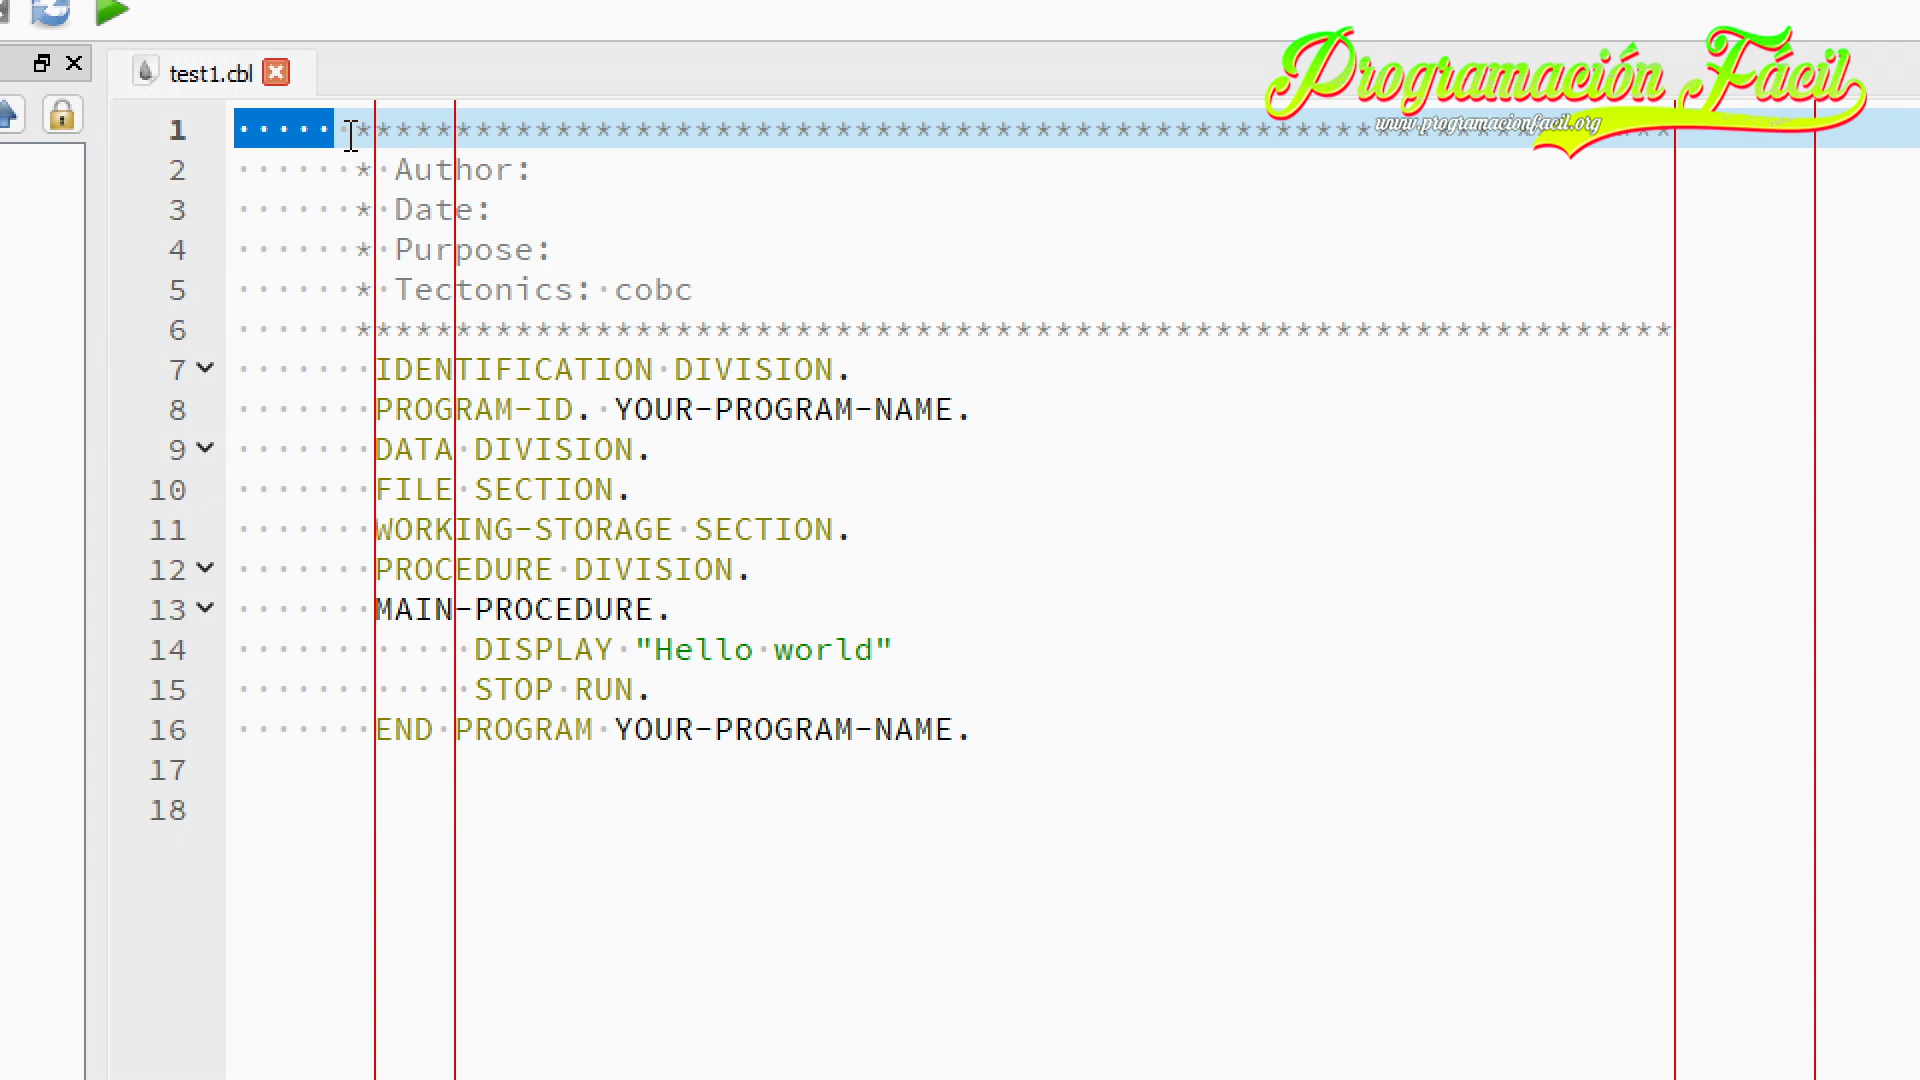 Programación Fácil
www.programacionfacil.org
test1.cbl
1 ******************************************************************
2 * Author:
3 * Date:
4 * Purpose:
5 * Tectonics: cobc
6 ******************************************************************
7 IDENTIFICATION DIVISION.
8 PROGRAM-ID. YOUR-PROGRAM-NAME.
9 DATA DIVISION.
10 FILE SECTION.
11 WORKING-STORAGE SECTION.
12 PROCEDURE DIVISION.
13 MAIN-PROCEDURE.
14 DISPLAY "Hello world"
15 STOP RUN.
16 END PROGRAM YOUR-PROGRAM-NAME.
17
18